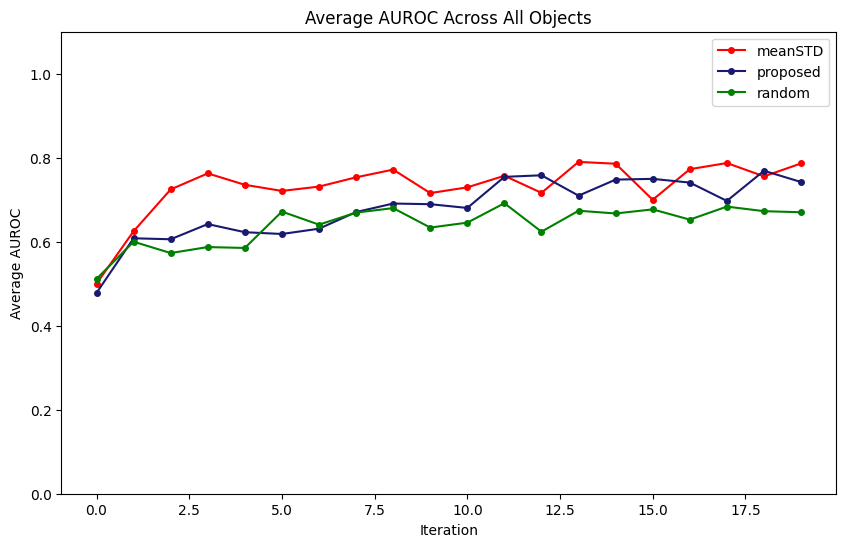 Average AUROC Across All Objects
meanSTD
proposed
random
1.0
0.8
0.6
0.4
0.2
0.0
Average AUROC
0.0 2.5 5.0 7.5 10.0 12.5 15.0 17.5
Iteration